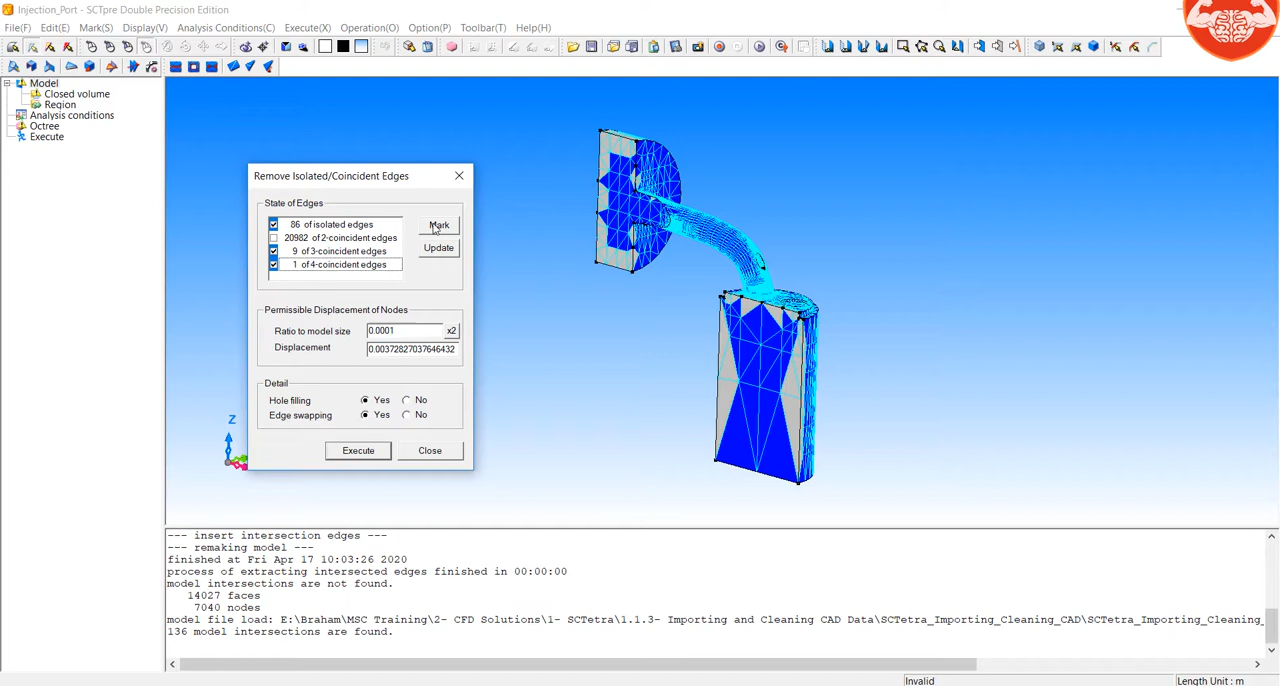 Injection_Port - SCTpre Double Precision Edition
File(F) Edit(E) Mark(S) Display(V) Analysis Conditions(C) Execute(X) Operation(O) Option(P) Toolbar(T) Help(H)
Model
Closed volume
Region
Analysis conditions
Octree
Execute
Remove Isolated/Coincident Edges
State of Edges
86 of isolated edges
Mark
20982 of 2-coincident edges
9 of 3-coincident edges
Update
1 of 4-coincident edges
Permissible Displacement of Nodes
Ratio to model size 0.0001 x2
Displacement 0.00372827037646432
Detail
Hole filling Yes No
Edge swapping Yes No
Execute Close
Z
--- insert intersection edges ---
--- remaking model ---
finished at Fri Apr 17 10:03:26 2020
process of extracting intersected edges finished in 00:00:00
model intersections are not found.
14027 faces
7040 nodes
model file load: E:\Braham\MSC Training\2- CFD Solutions\1- SCTetra\1.1.3- Importing and Cleaning CAD Data\SCTetra_Importing_Cleaning_CAD\SCTetra_Importing_Cleaning_
136 model intersections are found.
Invalid Length Unit : m